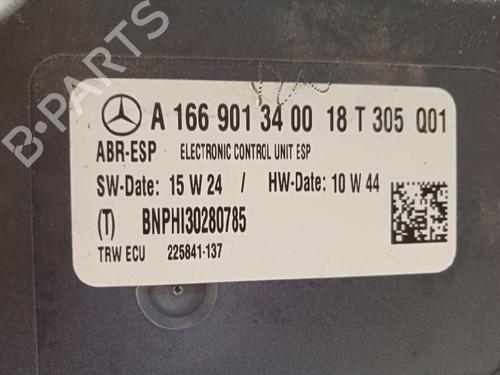 B-PARTS
A 166 901 34 00 18 T 305 Q01
ABR-ESP ELECTRONIC CONTROL UNIT ESP
SW-Date: 15 W 24 / HW-Date: 10 W 44
(T) BNPHI30280785
TRW ECU 225841-137